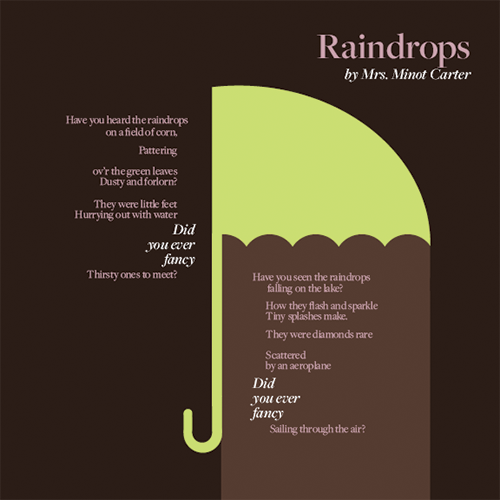 Raindrops
by Mrs. Minot Carter
Have you heard the raindrops
on a field of corn,
Pattering
ov'r the green leaves
Dusty and forlorn?
They were little feet
Hurrying out with water
Did
you ever
fancy
Thirsty ones to meet?
Have you seen the raindrops
falling on the lake?
How they flash and sparkle
Tiny splashes make.
They were diamonds rare
Scattered
by an aeroplane
Did
you ever
fancy
Sailing through the air?